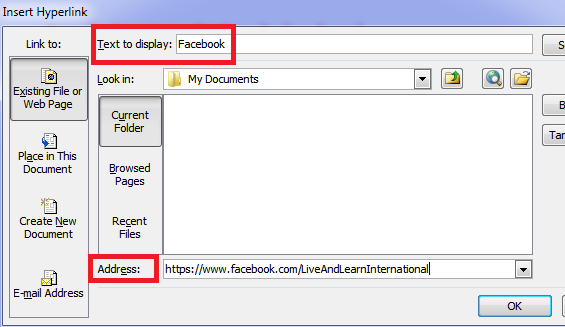 Insert Hyperlink
Link to:
Text to display: Facebook
Existing File or
Web Page
Place in This
Document
Create New
Document
E-mail Address
Look in:
My Documents
Current
Folder
Browsed
Pages
Recent
Files
Address:
https://www.facebook.com/LiveAndLearnInternational
OK